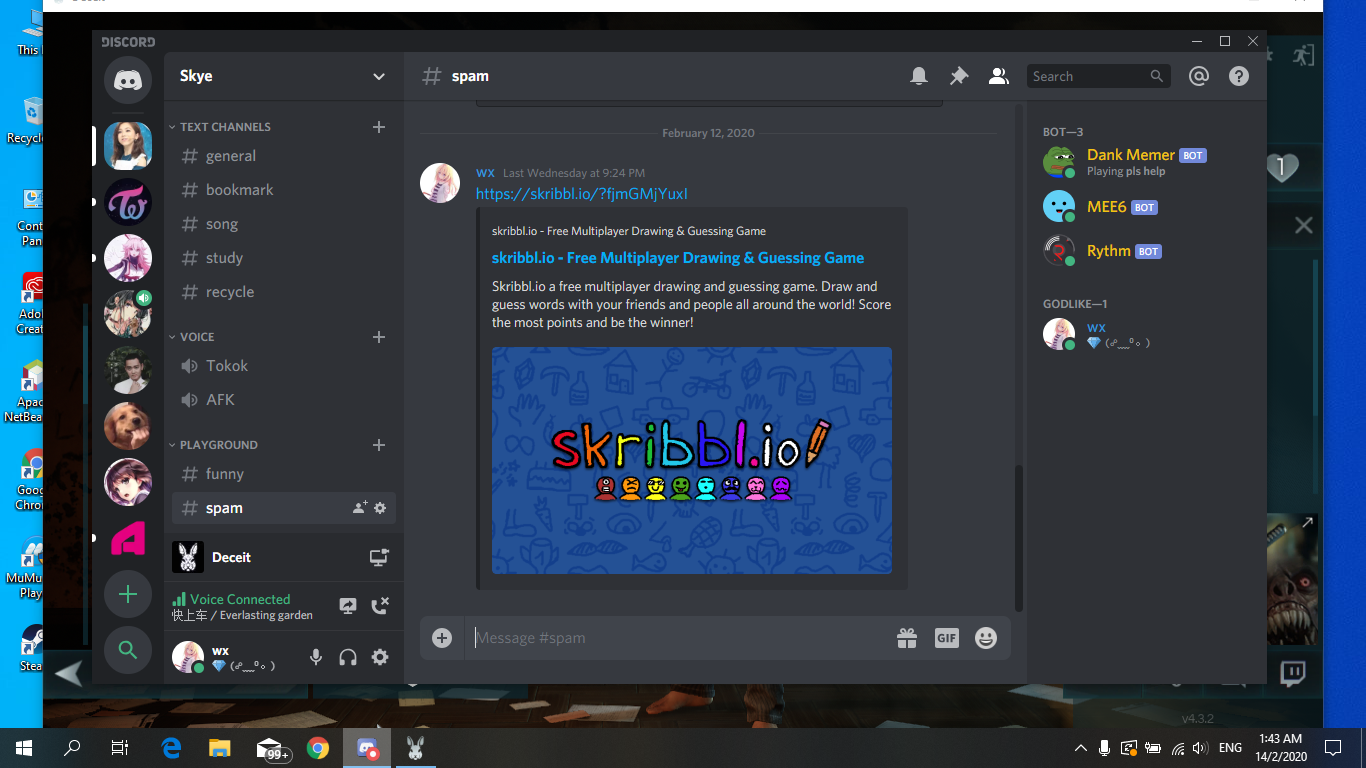 DISCORD
This
Recycl
Cont
Pan
Ado
Creat
Apac
NetBea
Goog
Chro
MuMu
Play
Stea
Skye
TEXT CHANNELS
general
bookmark
song
study
recycle
VOICE
Tokok
AFK
PLAYGROUND
funny
spam
Deceit
Voice Connected
快上车 / Everlasting garden
wx
spam
Search
February 12, 2020
wx Last Wednesday at 9:24 PM
https://skribbl.io/?fjmGMjYuxI
skribbl.io - Free Multiplayer Drawing & Guessing Game
skribbl.io - Free Multiplayer Drawing & Guessing Game
Skribbl.io a free multiplayer drawing and guessing game. Draw and
guess words with your friends and people all around the world! Score
the most points and be the winner!
skribbl.io
Message #spam
GIF
BOT—3
Dank Memer BOT
Playing pls help
MEE6 BOT
Rythm BOT
GODLIKE—1
wx
1
v4.3.2
99+
ENG
1:43 AM
14/2/2020